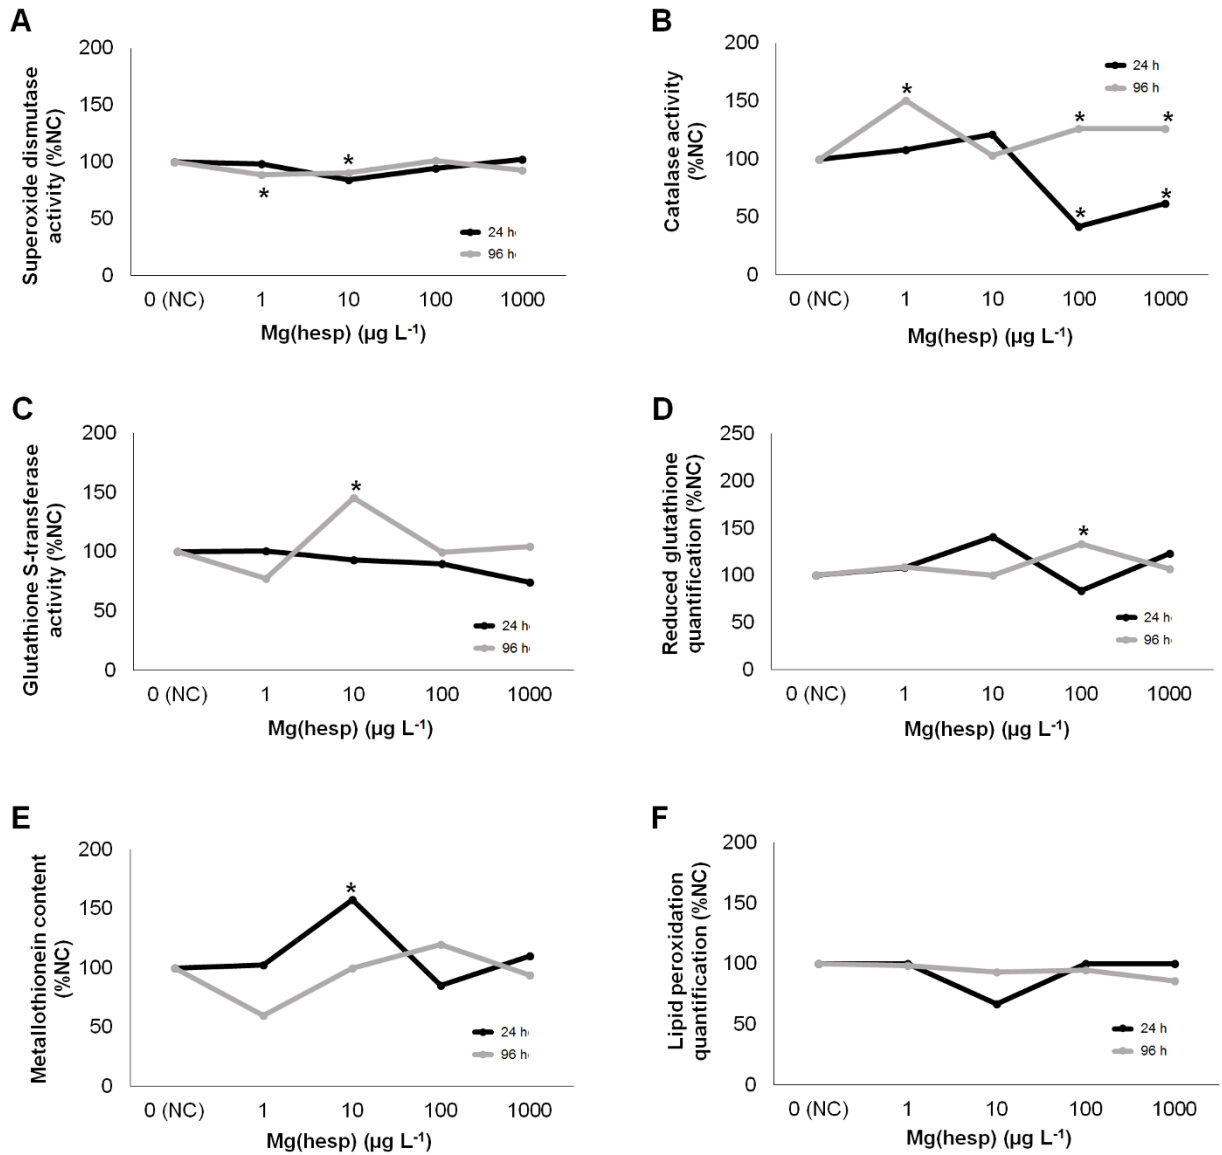 A
Superoxide dismutase
activity (%NC)
200
150
100
50
0
*
*
24 h
96 h
0 (NC) 1 10 100 1000
Mg(hesp) (µg L⁻¹)
B
Catalase activity
(%NC)
200
150
100
50
0
24 h
96 h
*
*
*
*
*
0 (NC) 1 10 100 1000
Mg(hesp) (µg L⁻¹)
C
Glutathione S-transferase
activity (%NC)
200
150
100
50
0
*
24 h
96 h
0 (NC) 1 10 100 1000
Mg(hesp) (µg L⁻¹)
D
Reduced glutathione
quantification (%NC)
250
200
150
100
50
0
*
24 h
96 h
0 (NC) 1 10 100 1000
Mg(hesp) (µg L⁻¹)
E
Metallothionein content
(%NC)
200
150
100
50
0
*
24 h
96 h
0 (NC) 1 10 100 1000
Mg(hesp) (µg L⁻¹)
F
Lipid peroxidation
quantification (%NC)
200
150
100
50
0
24 h
96 h
0 (NC) 1 10 100 1000
Mg(hesp) (µg L⁻¹)